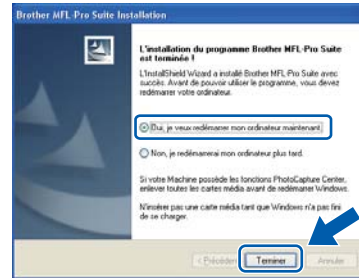 Brother MFL-Pro Suite Installation
L'installation du programme Brother MFL-Pro Suite
est terminée !
L'InstallShield Wizard a installé Brother MFL-Pro Suite avec
succès. Avant de pouvoir utiliser le programme, vous devez
redémarrer votre ordinateur.
Oui, je veux redémarrer mon ordinateur maintenant.
Non, je redémarrerai mon ordinateur plus tard.
Si votre Machine possède les fonctions PhotoCapture Center,
enlever toutes les cartes média avant de redémarrer Windows.
N'insérer pas une carte média tant que Windows n'a pas fini
de se charger.
< Précédent
Terminer
Annuler